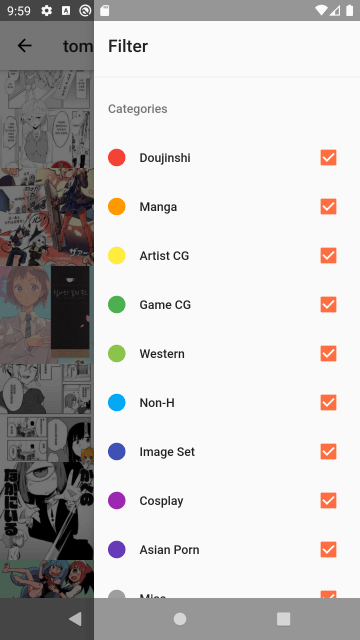 9:59
tom
Filter
Categories
Doujinshi
Manga
Artist CG
Game CG
Western
Non-H
Image Set
Cosplay
Asian Porn
Misc